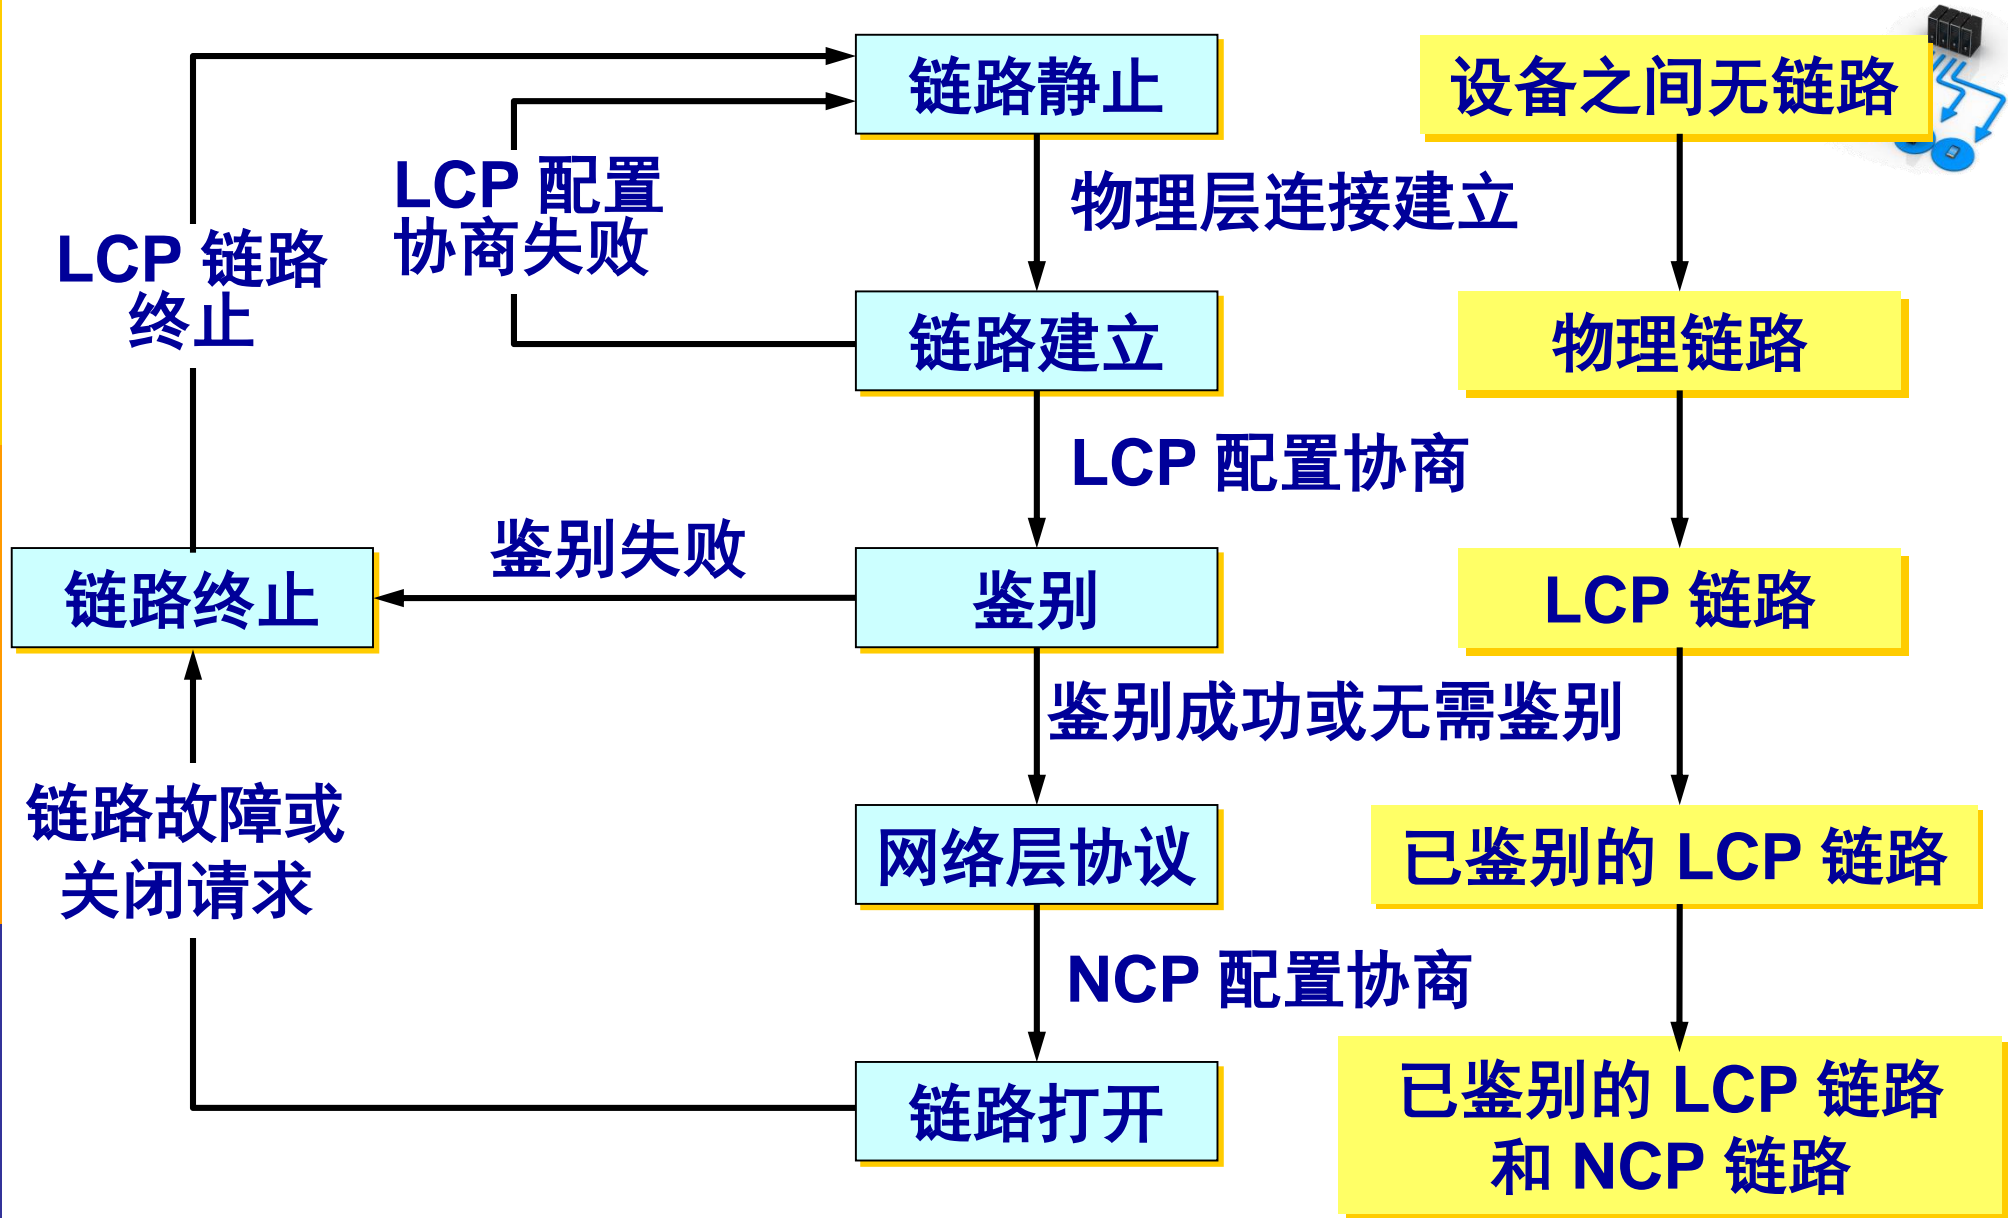 链路静止
设备之间无链路
物理层连接建立
LCP 配置
协商失败
LCP 链路
终止
链路建立
物理链路
LCP 配置协商
鉴别失败
链路终止
鉴别
LCP 链路
鉴别成功或无需鉴别
链路故障或
关闭请求
网络层协议
已鉴别的 LCP 链路
NCP 配置协商
链路打开
已鉴别的 LCP 链路
和 NCP 链路